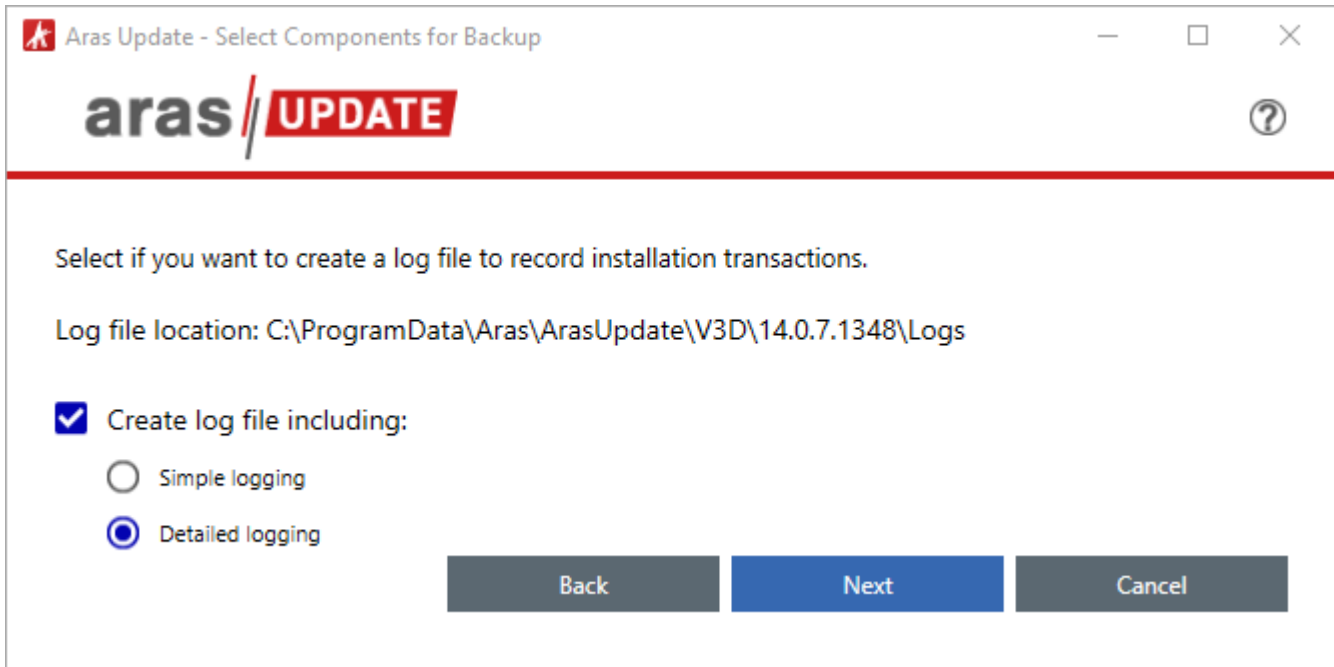 Aras Update - Select Components for Backup
aras UPDATE
?
Select if you want to create a log file to record installation transactions.
Log file location: C:\ProgramData\Aras\ArasUpdate\V3D\14.0.7.1348\Logs
Create log file including:
Simple logging
Detailed logging
Back Next Cancel